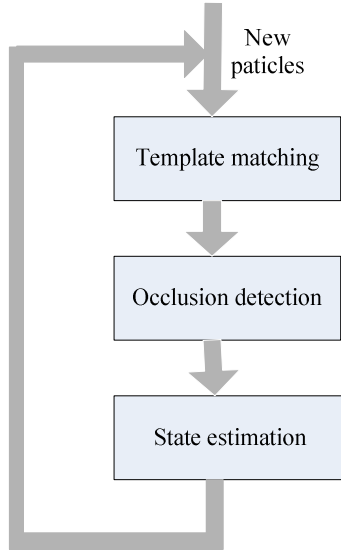 New
paticles
Template matching
Occlusion detection
State estimation